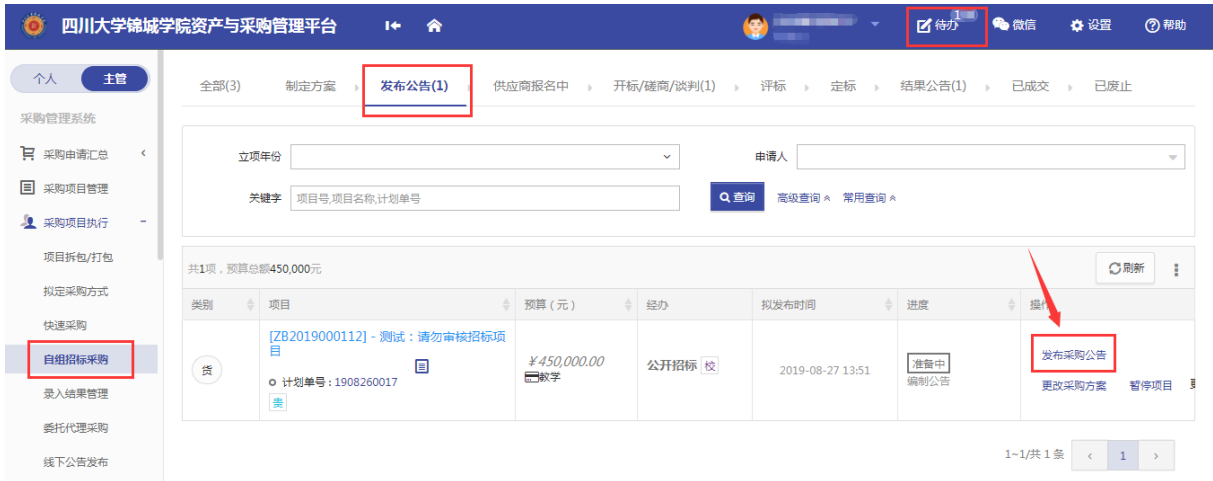 四川大学锦城学院资产与采购管理平台
待办
微信
设置
帮助
个人
主管
全部(3)
制定方案
发布公告(1)
供应商报名中
开标/磋商/谈判(1)
评标
定标
结果公告(1)
已成交
已废止
采购管理系统
采购申请汇总
采购项目管理
采购项目执行
项目拆包/打包
拟定采购方式
快速采购
自组招标采购
录入结果管理
委托代理采购
线下公告发布
立项年份
申请人
关键字
项目号,项目名称,计划单号
查询
高级查询
常用查询
共1项，预算总额450,000元
刷新
类别
项目
预算（元）
经办
拟发布时间
进度
货
[ZB2019000112] - 测试：请勿审核招标项
目
计划单号：1908260017
¥450,000.00
教学
公开招标
校
2019-08-27 13:51
准备中
编制公告
发布采购公告
更改采购方案
暂停项目
1~1/共 1 条
1